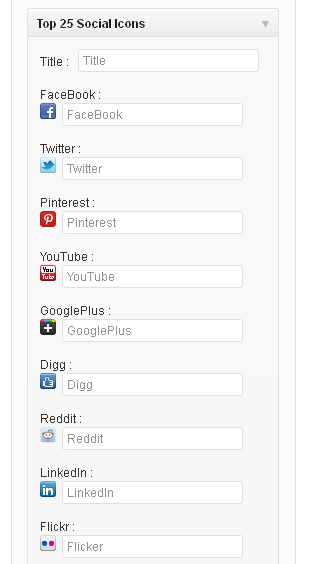 Top 25 Social Icons
Title : Title
FaceBook :
FaceBook
Twitter :
Twitter
Pinterest :
Pinterest
YouTube :
You Tube YouTube
GooglePlus :
GooglePlus
Digg :
Digg
Reddit :
Reddit
LinkedIn :
in LinkedIn
Flickr :
Flicker